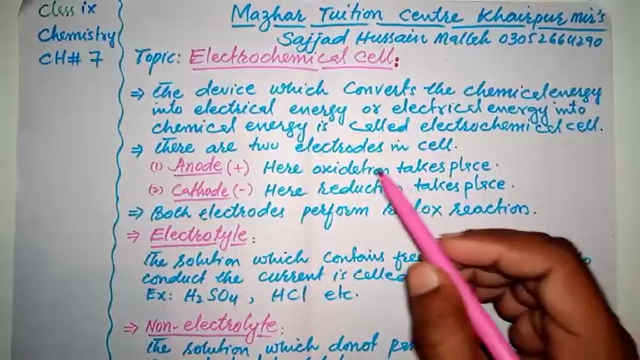 Class ix
Chemistry
CH# 7
Mazhar Tuition Centre Khairpur mir's
Sajjad Hussain Malleh 03052664290
Topic: Electrochemical cell:
⇒ the device which converts the chemical energy
into electrical energy or electrical energy into
chemical energy is called electrochemical cell.
⇒ there are two electrodes in cell.
(1) Anode (+) Here oxidetion takes place.
(2) Cathode (-) Here reduction takes place.
⇒ Both electrodes perform redox reaction.
⇒ Electrotyle:
the solution which contains free to
conduct the current is called
Ex: H2SO4, HCl etc.
⇒ Non-electrolyte:
the solution which donot